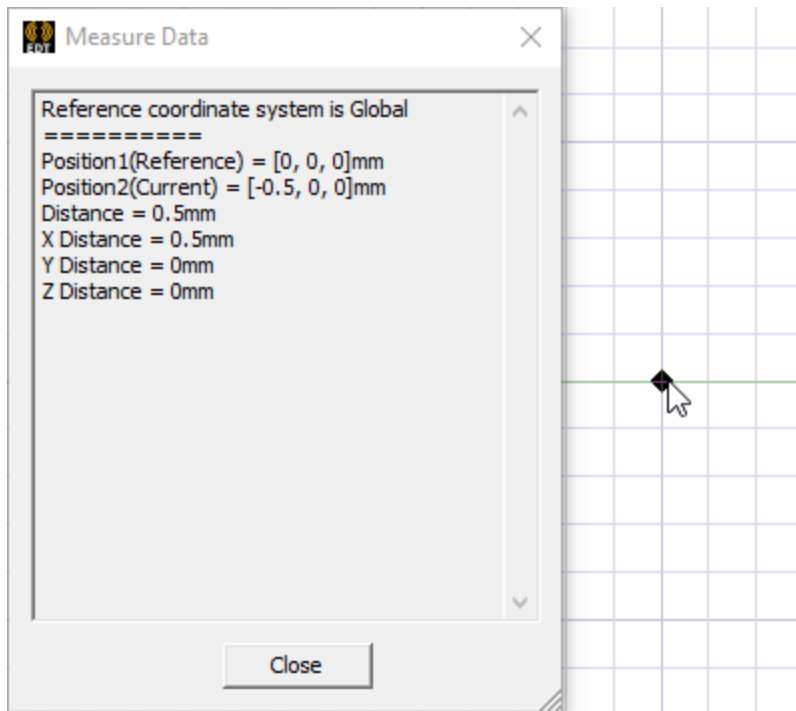 EDT
Measure Data
Reference coordinate system is Global
==========
Position1(Reference) = [0, 0, 0]mm
Position2(Current) = [-0.5, 0, 0]mm
Distance = 0.5mm
X Distance = 0.5mm
Y Distance = 0mm
Z Distance = 0mm
Close